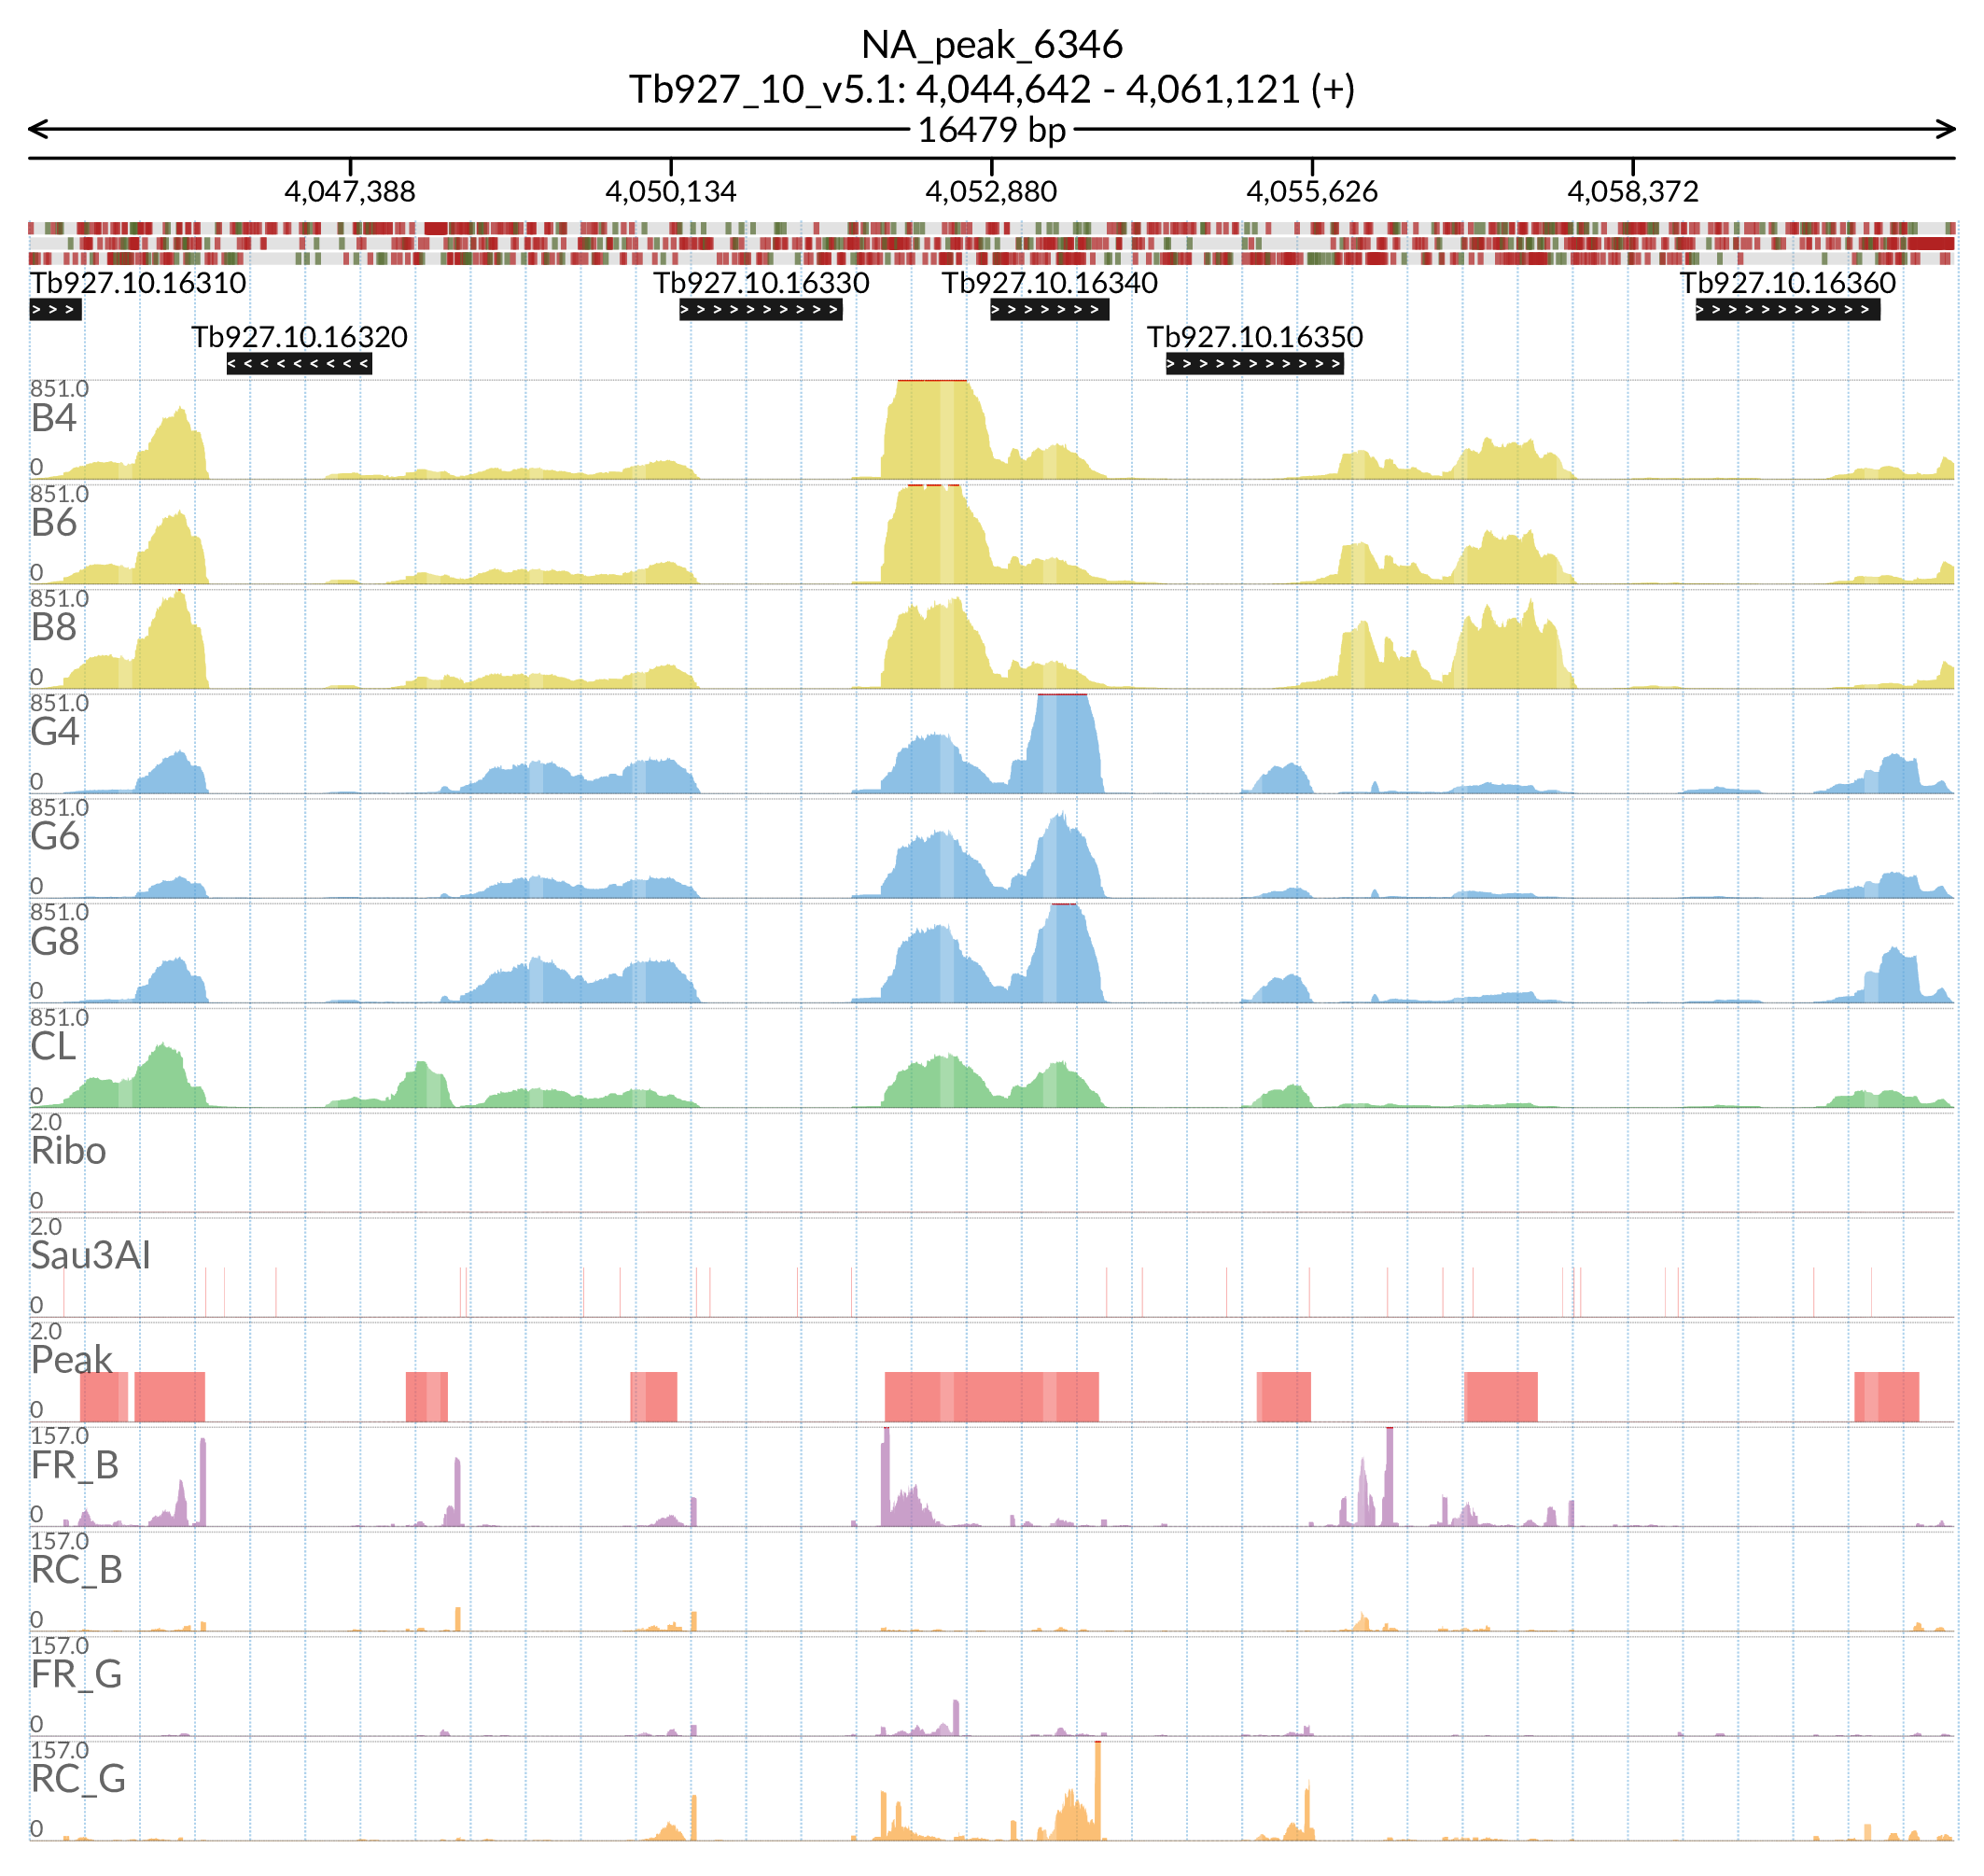 NA_peak_6346
Tb927_10_v5.1: 4,044,642 - 4,061,121 (+)
16479 bp
4,047,388 4,050,134 4,052,880 4,055,626 4,058,372
Tb927.10.16310 Tb927.10.16330 Tb927.10.16340 Tb927.10.16360
Tb927.10.16320 Tb927.10.16350
851.0
B4
0
851.0
B6
0
851.0
B8
0
851.0
G4
0
851.0
G6
0
851.0
G8
0
851.0
CL
0
2.0
Ribo
0
2.0
Sau3AI
0
2.0
Peak
0
157.0
FR_B
0
157.0
RC_B
0
157.0
FR_G
0
157.0
RC_G
0